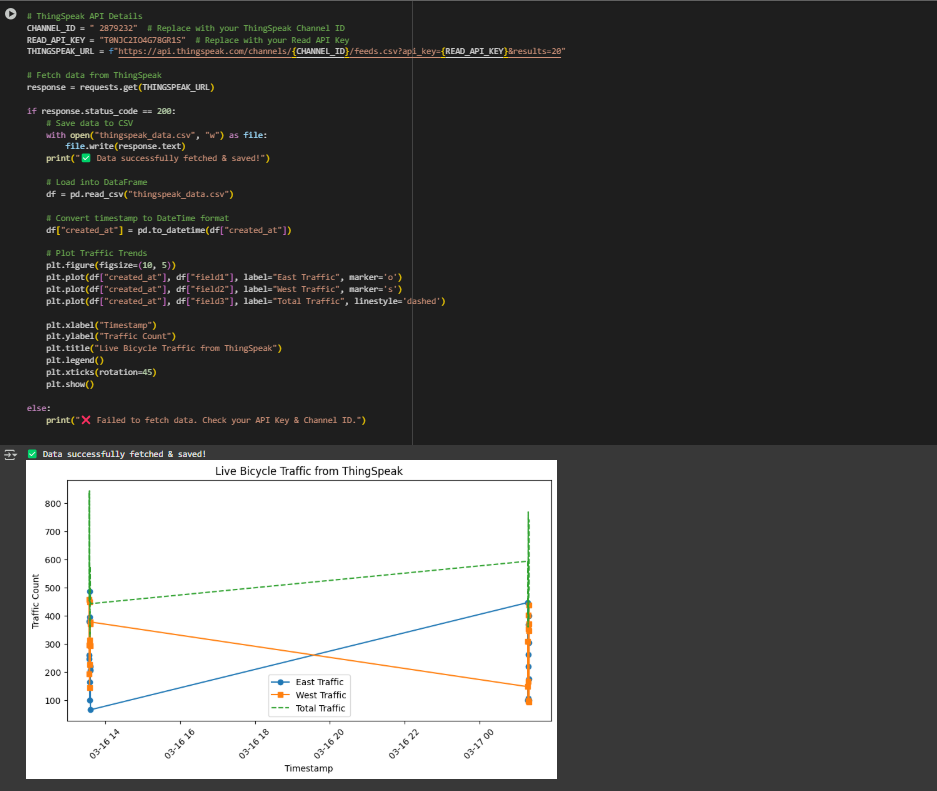 # ThingSpeak API Details
CHANNEL_ID = " 2879232"  # Replace with your ThingSpeak Channel ID
READ_API_KEY = "T0NJC2IO4G78GR1S"  # Replace with your Read API Key
THINGSPEAK_URL = f"https://api.thingspeak.com/channels/{CHANNEL_ID}/feeds.csv?api_key={READ_API_KEY}&results=20"

# Fetch data from ThingSpeak
response = requests.get(THINGSPEAK_URL)

if response.status_code == 200:
    # Save data to CSV
    with open("thingspeak_data.csv", "w") as file:
        file.write(response.text)
    print("✅ Data successfully fetched & saved!")

    # Load into DataFrame
    df = pd.read_csv("thingspeak_data.csv")

    # Convert timestamp to DateTime format
    df["created_at"] = pd.to_datetime(df["created_at"])

    # Plot Traffic Trends
    plt.figure(figsize=(10, 5))
    plt.plot(df["created_at"], df["field1"], label="East Traffic", marker='o')
    plt.plot(df["created_at"], df["field2"], label="West Traffic", marker='s')
    plt.plot(df["created_at"], df["field3"], label="Total Traffic", linestyle='dashed')

    plt.xlabel("Timestamp")
    plt.ylabel("Traffic Count")
    plt.title("Live Bicycle Traffic from ThingSpeak")
    plt.legend()
    plt.xticks(rotation=45)
    plt.show()

else:
    print("❌ Failed to fetch data. Check your API Key & Channel ID.")
✅ Data successfully fetched & saved!
Live Bicycle Traffic from ThingSpeak
Traffic Count
800
700
600
500
400
300
200
100
East Traffic
West Traffic
Total Traffic
03-16 14
03-16 16
03-16 18
03-16 20
03-16 22
03-17 00
Timestamp